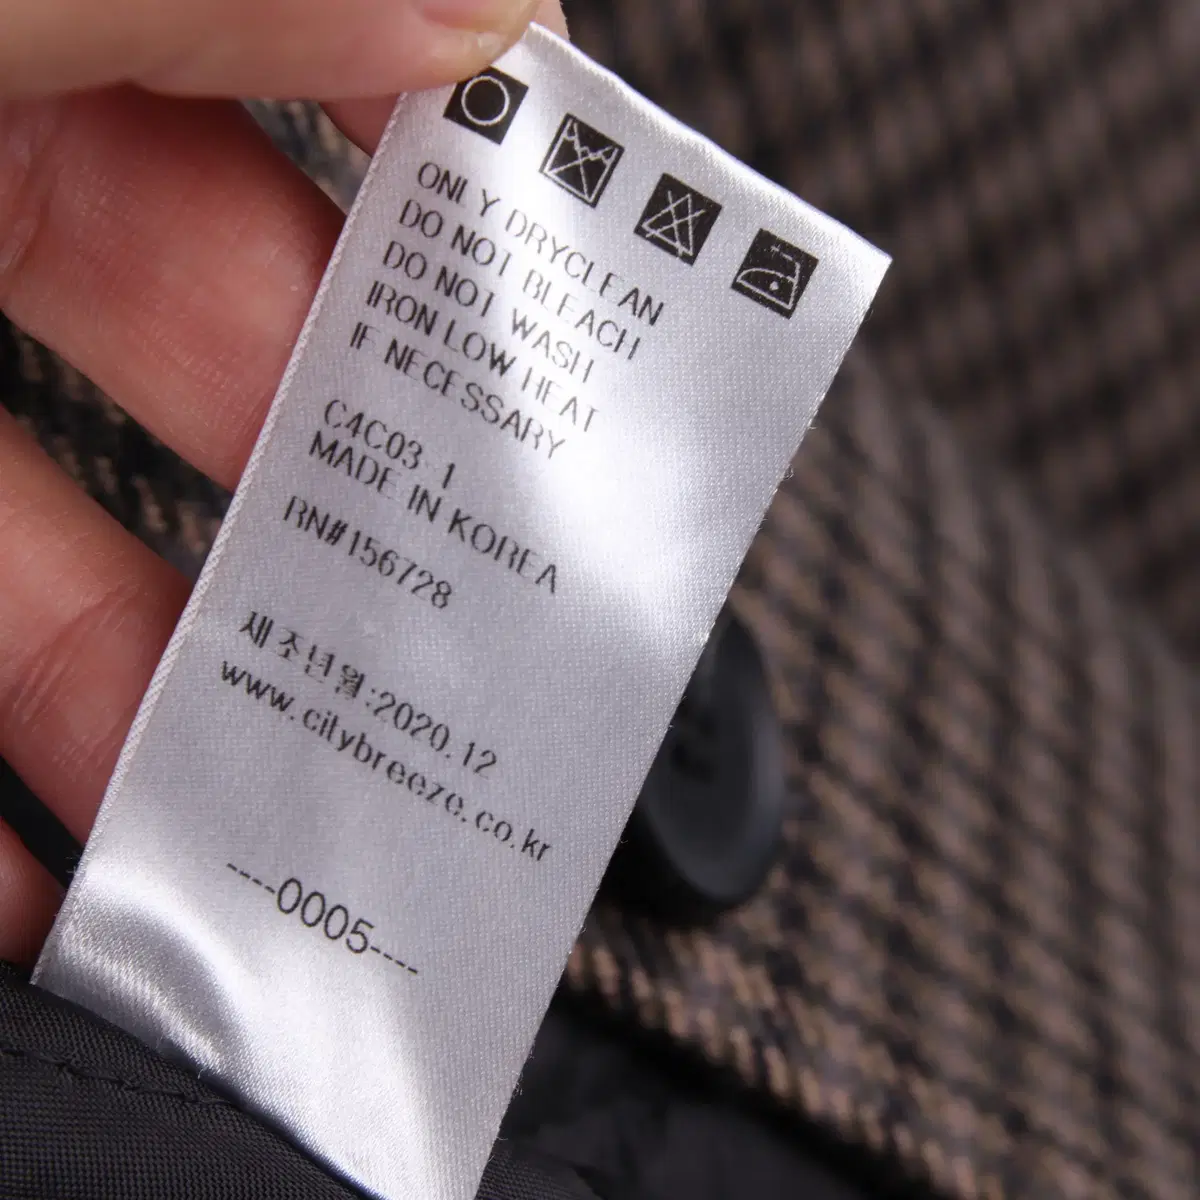 ONLY DRYCLEAN
DO NOT BLEACH
DO NOT WASH
IRON LOW HEAT
IF NECESSARY
C4C03-1
MADE IN KOREA
RN#156728
제조년월:2020.12
www.citybreeze.co.kr
----0005----